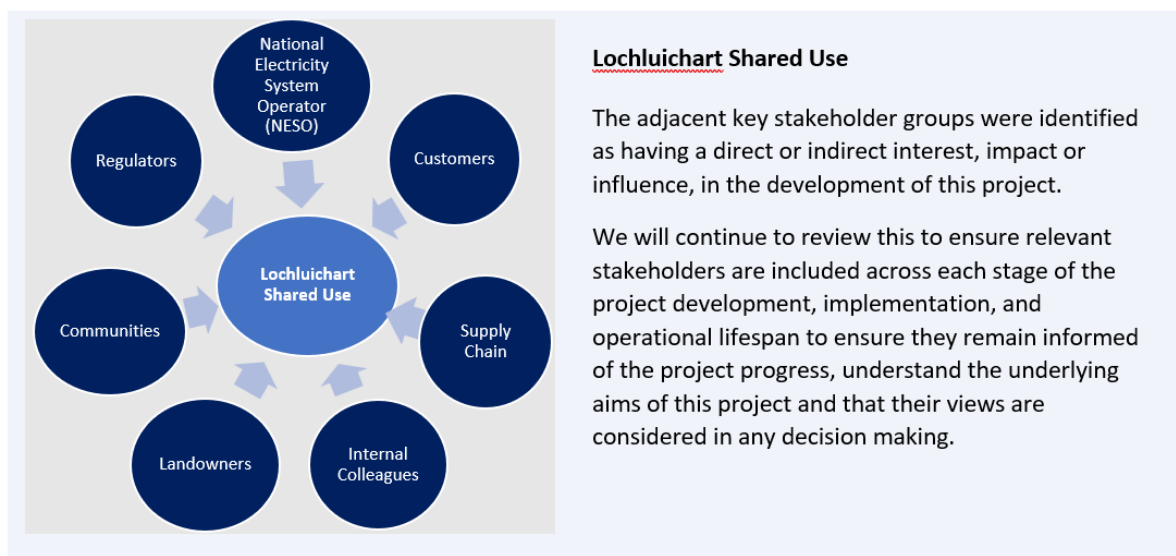 National
Electricity
System
Operator
(NESO)
Regulators
Customers
Lochluichart
Shared Use
Communities
Supply
Chain
Landowners
Internal
Colleagues
Lochluichart Shared Use
The adjacent key stakeholder groups were identified
as having a direct or indirect interest, impact or
influence, in the development of this project.
We will continue to review this to ensure relevant
stakeholders are included across each stage of the
project development, implementation, and
operational lifespan to ensure they remain informed
of the project progress, understand the underlying
aims of this project and that their views are
considered in any decision making.